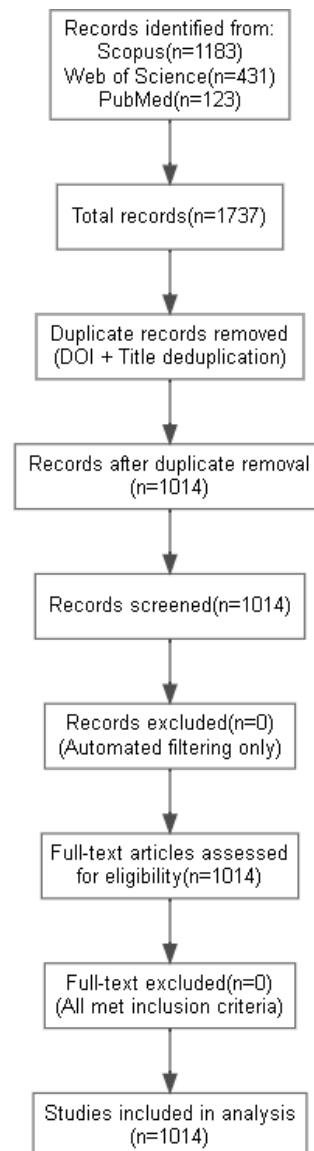 Records identified from:
Scopus(n=1183)
Web of Science(n=431)
PubMed(n=123)
Total records(n=1737)
Duplicate records removed
(DOI + Title deduplication)
Records after duplicate removal
(n=1014)
Records screened(n=1014)
Records excluded(n=0)
(Automated filtering only)
Full-text articles assessed
for eligibility(n=1014)
Full-text excluded(n=0)
(All met inclusion criteria)
Studies included in analysis
(n=1014)